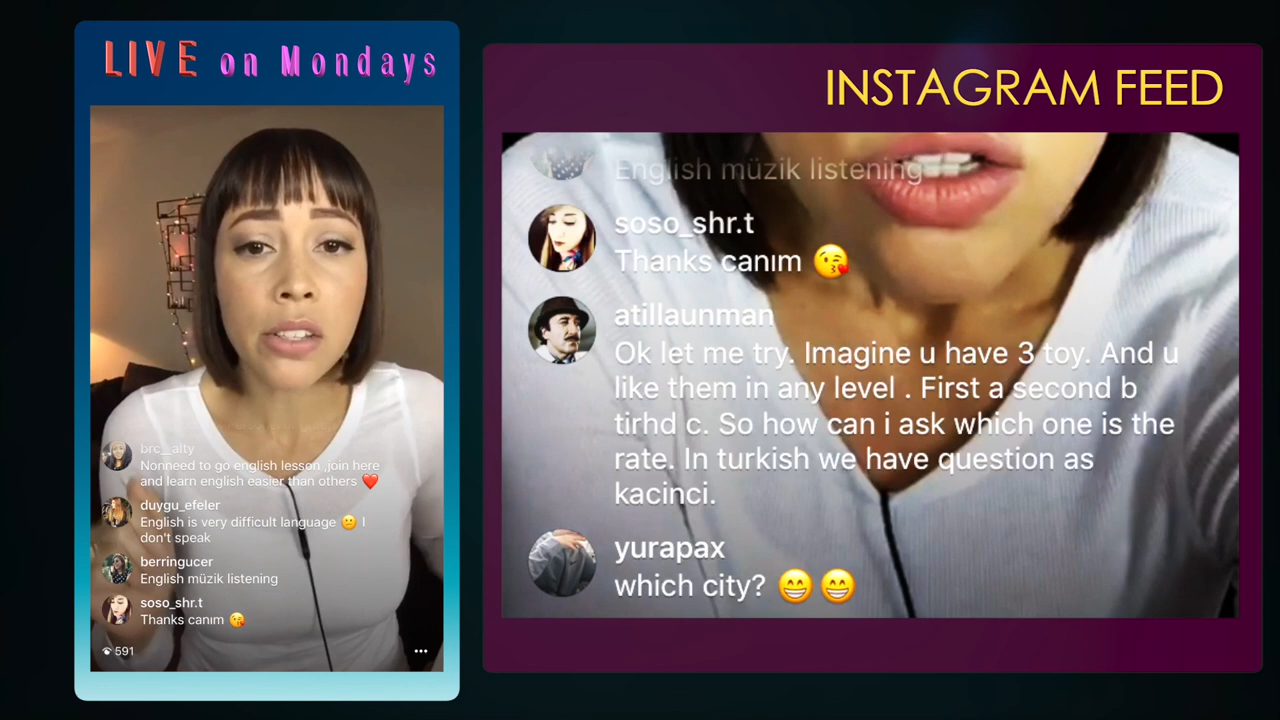 LIVE on Mondays
brc__alty
Nonneed to go english lesson ,join here
and learn english easier than others ❤️
duygu_efeler
English is very difficult language 😕 I
don't speak
berringucer
English müzik listening
soso_shr.t
Thanks canım 😘
591
INSTAGRAM FEED
English müzik listening
soso_shr.t
Thanks canım 😘
atillaunman
Ok let me try. Imagine u have 3 toy. And u
like them in any level . First a second b
tirhd c. So how can i ask which one is the
rate. In turkish we have question as
kacinci.
yurapax
which city? 😁😁